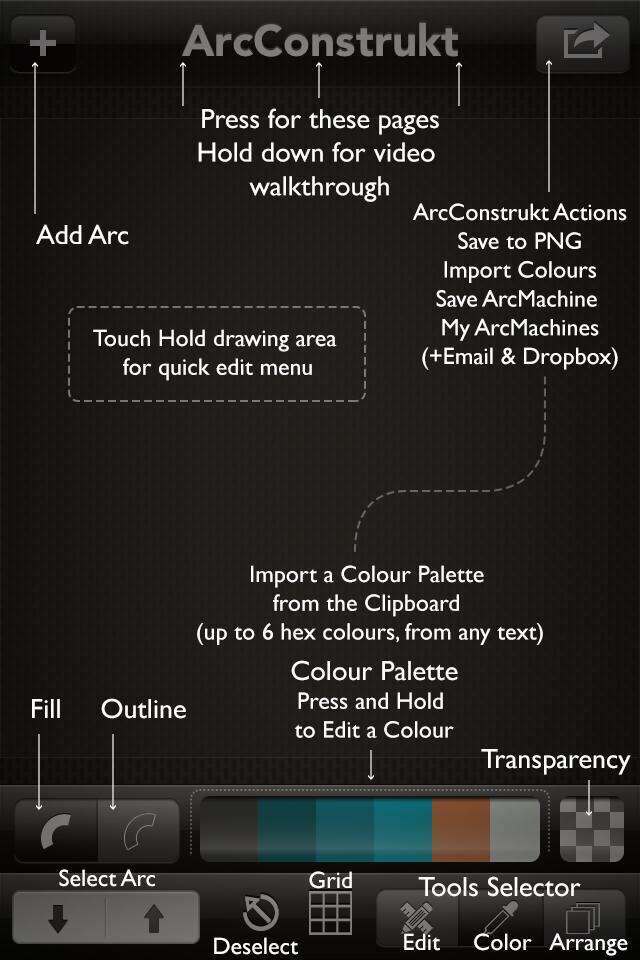 ArcConstrukt
Press for these pages
Hold down for video
walkthrough
Add Arc
ArcConstrukt Actions
Save to PNG
Import Colours
Save ArcMachine
My ArcMachines
(+Email & Dropbox)
Touch Hold drawing area
for quick edit menu
Import a Colour Palette
from the Clipboard
(up to 6 hex colours, from any text)
Colour Palette
Press and Hold
to Edit a Colour
Fill
Outline
Transparency
Select Arc
Grid
Tools Selector
Deselect
Edit
Color
Arrange